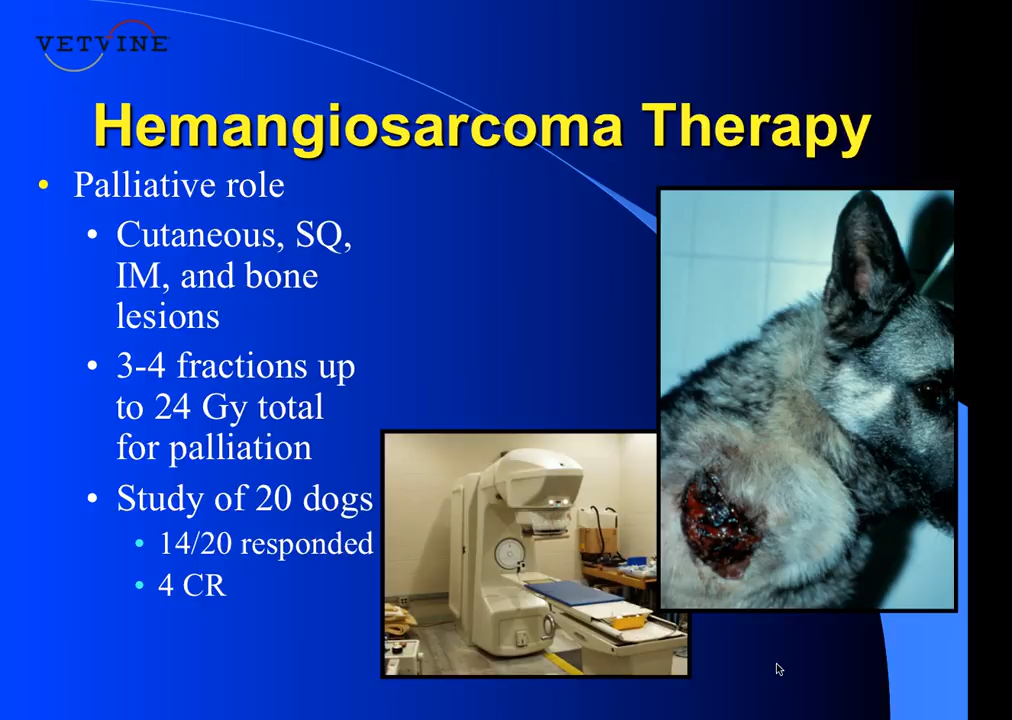 VETVINE
Hemangiosarcoma Therapy
• Palliative role
• Cutaneous, SQ,
IM, and bone
lesions
• 3-4 fractions up
to 24 Gy total
for palliation
• Study of 20 dogs
• 14/20 responded
• 4 CR